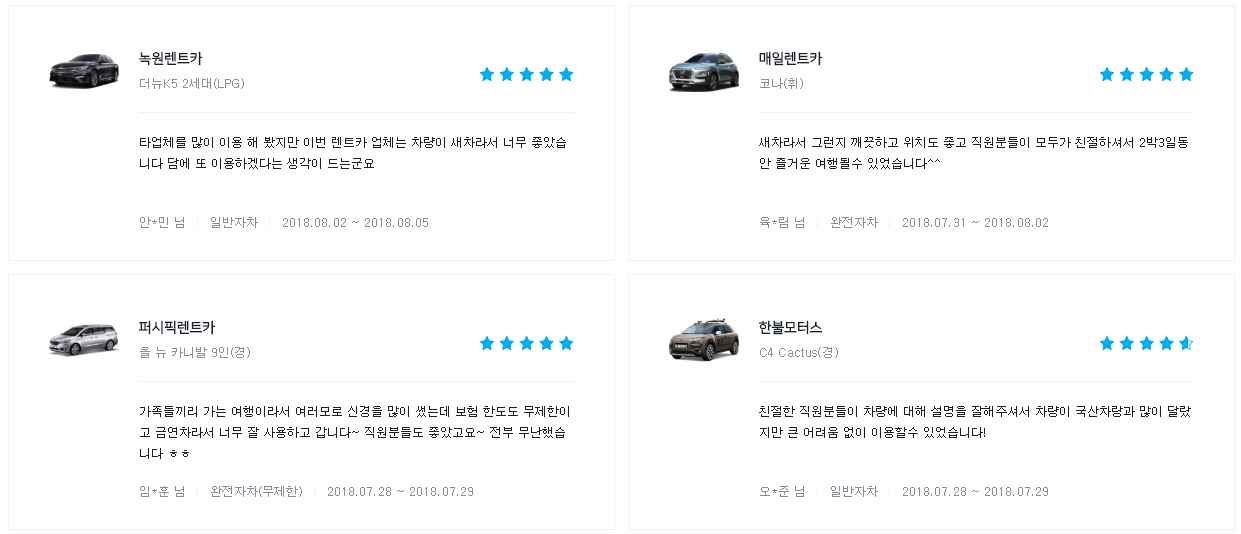 녹원렌트카
더뉴K5 2세대(LPG)
타업체를 많이 이용 해 봤지만 이번 렌트카 업체는 차량이 새차라서 너무 좋았습
니다 담에 또 이용하겠다는 생각이 드는군요
안*민 님 | 일반자차 | 2018.08.02 ~ 2018.08.05
매일렌트카
코나(휘)
새차라서 그런지 깨끗하고 위치도 좋고 직원분들이 모두가 친절하셔서 2박3일동
안 즐거운 여행될수 있었습니다^^
육*림 님 | 완전자차 | 2018.07.31 ~ 2018.08.02
퍼시픽렌트카
올 뉴 카니발 9인(경)
가족들끼리 가는 여행이라서 여러모로 신경을 많이 썼는데 보험 한도도 무제한이
고 금연차라서 너무 잘 사용하고 갑니다~ 직원분들도 좋았고요~ 전부 무난했습
니다 ㅎㅎ
임*훈 님 | 완전자차(무제한) | 2018.07.28 ~ 2018.07.29
한불모터스
C4 Cactus(경)
친절한 직원분들이 차량에 대해 설명을 잘해주셔서 차량이 국산차량과 많이 달랐
지만 큰 어려움 없이 이용할수 있었습니다!
오*준 님 | 일반자차 | 2018.07.28 ~ 2018.07.29